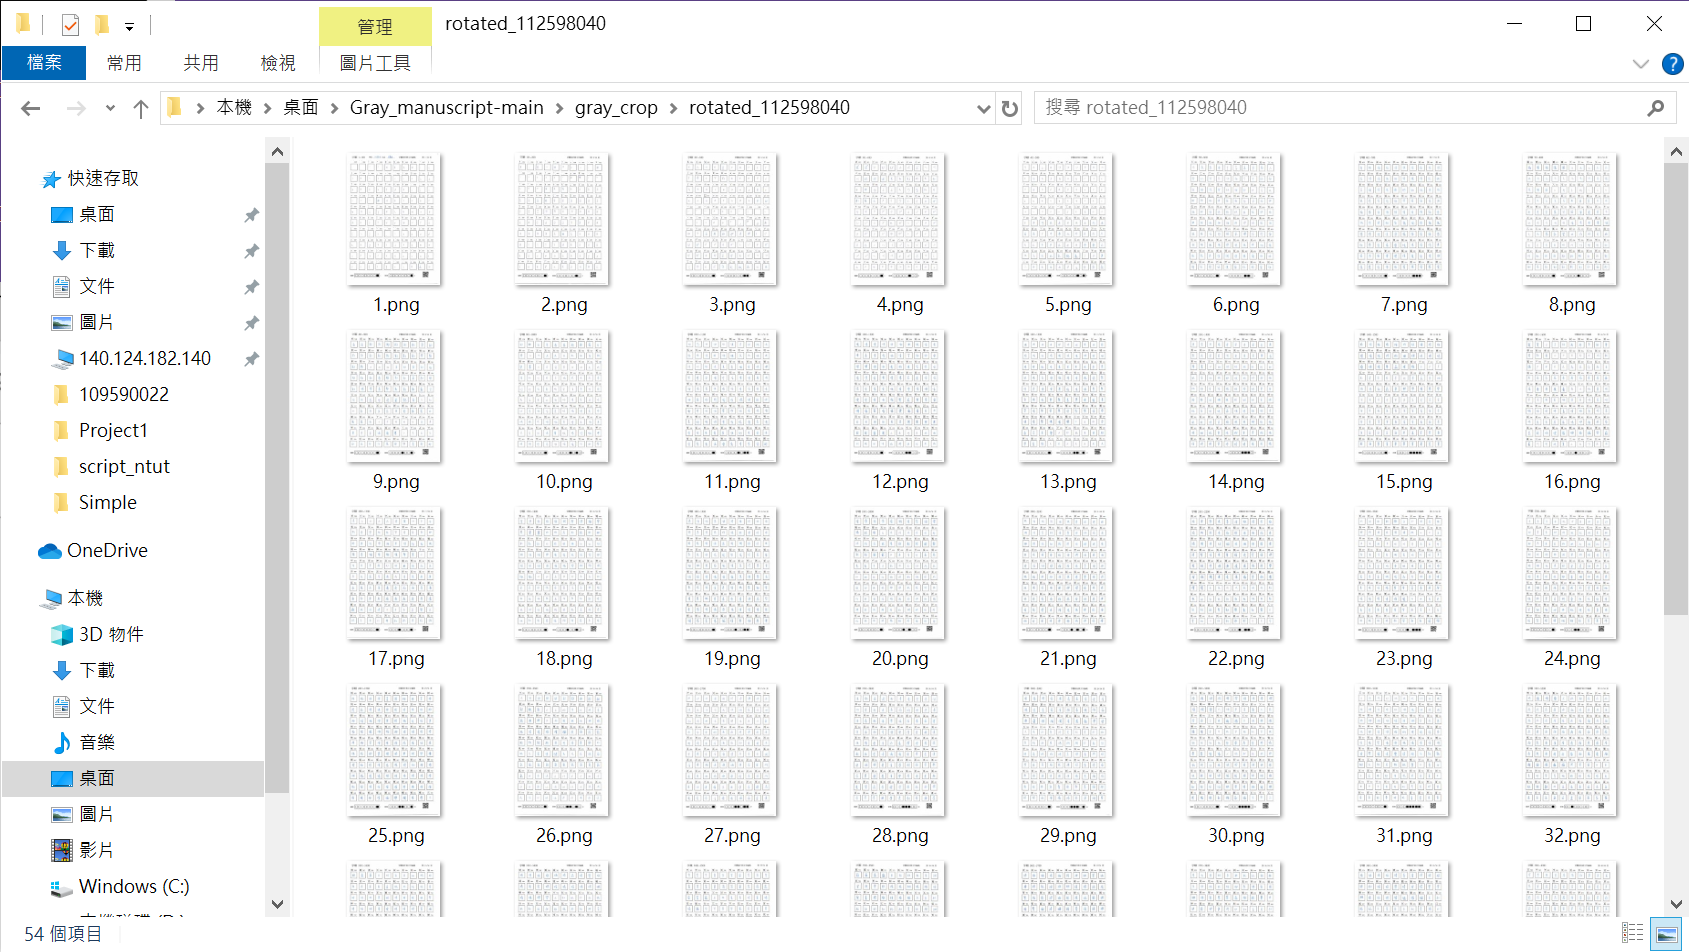 管理
rotated_112598040
檔案
常用
共用
檢視
圖片工具
本機
桌面
Gray_manuscript-main
gray_crop
rotated_112598040
搜尋 rotated_112598040
快速存取
桌面
下載
文件
圖片
140.124.182.140
109590022
Project1
script_ntut
Simple
OneDrive
本機
3D 物件
下載
文件
音樂
桌面
圖片
影片
Windows (C:)
1.png
2.png
3.png
4.png
5.png
6.png
7.png
8.png
9.png
10.png
11.png
12.png
13.png
14.png
15.png
16.png
17.png
18.png
19.png
20.png
21.png
22.png
23.png
24.png
25.png
26.png
27.png
28.png
29.png
30.png
31.png
32.png
54 個項目